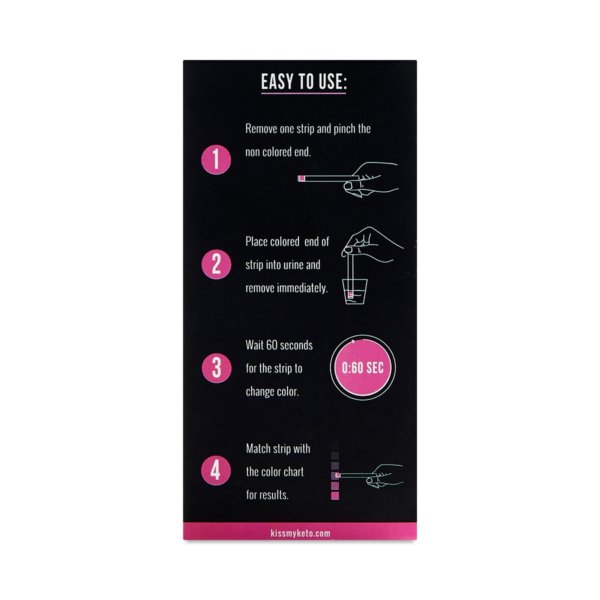 EASY TO USE:
1
Remove one strip and pinch the
non colored end.
2
Place colored end of
strip into urine and
remove immediately.
3
Wait 60 seconds
for the strip to
change color.
0:60 SEC
4
Match strip with
the color chart
for results.
kissmyketo.com